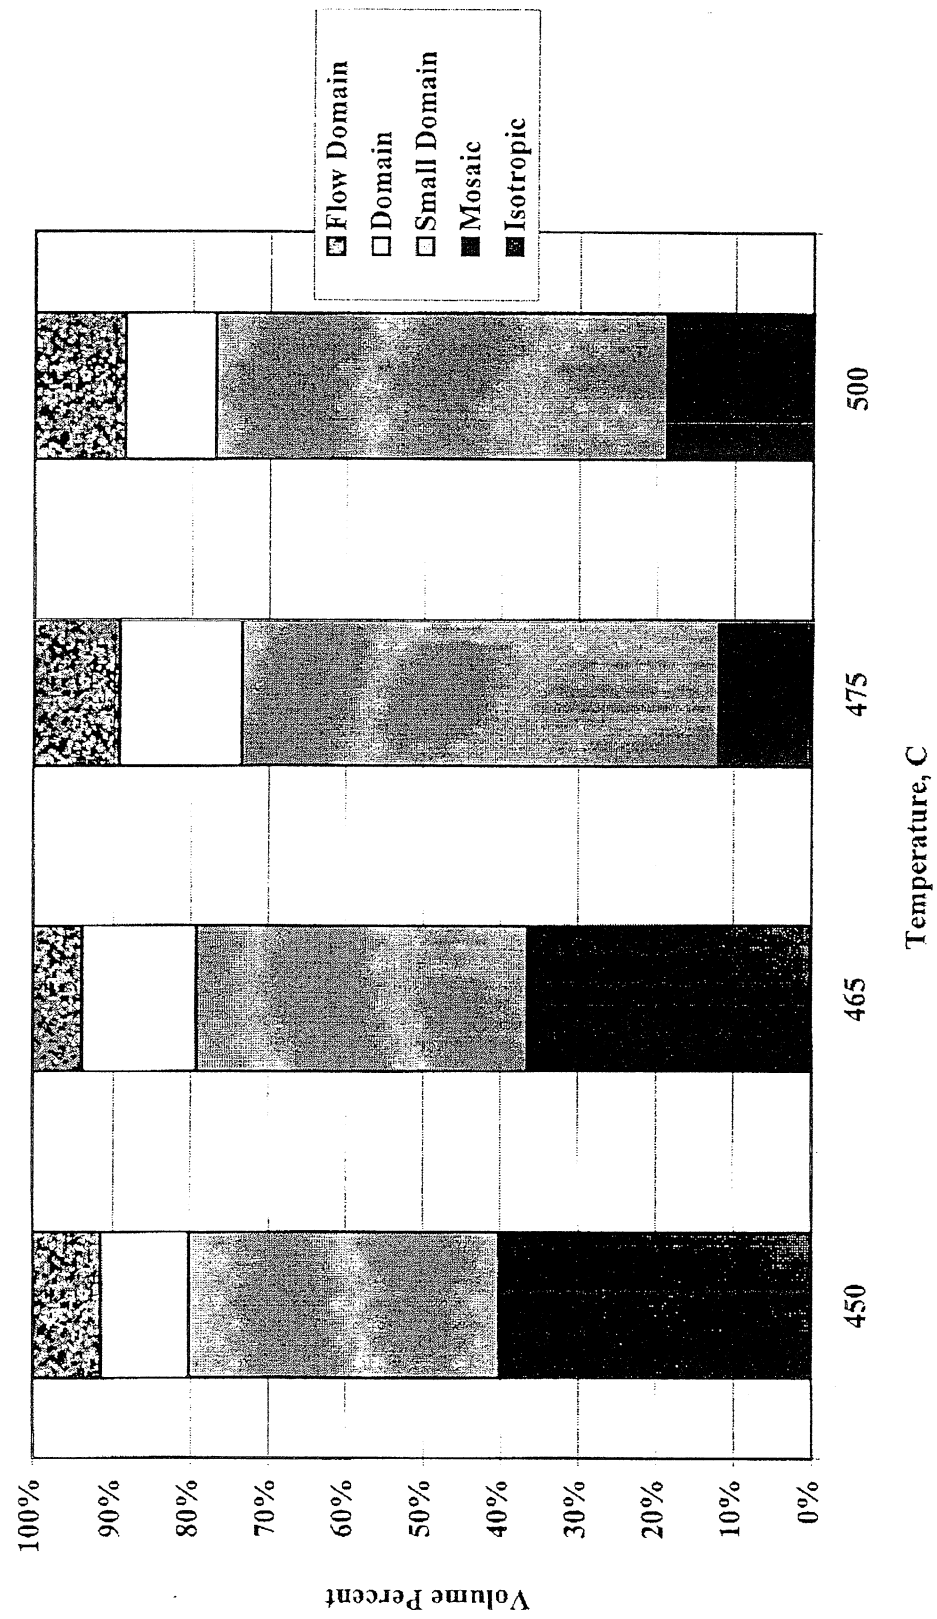 100%
90%
80%
70%
60%
50%
40%
30%
20%
10%
0%
Volume Percent
450
465
475
500
Temperature, C
Flow Domain
Domain
Small Domain
Mosaic
Isotropic